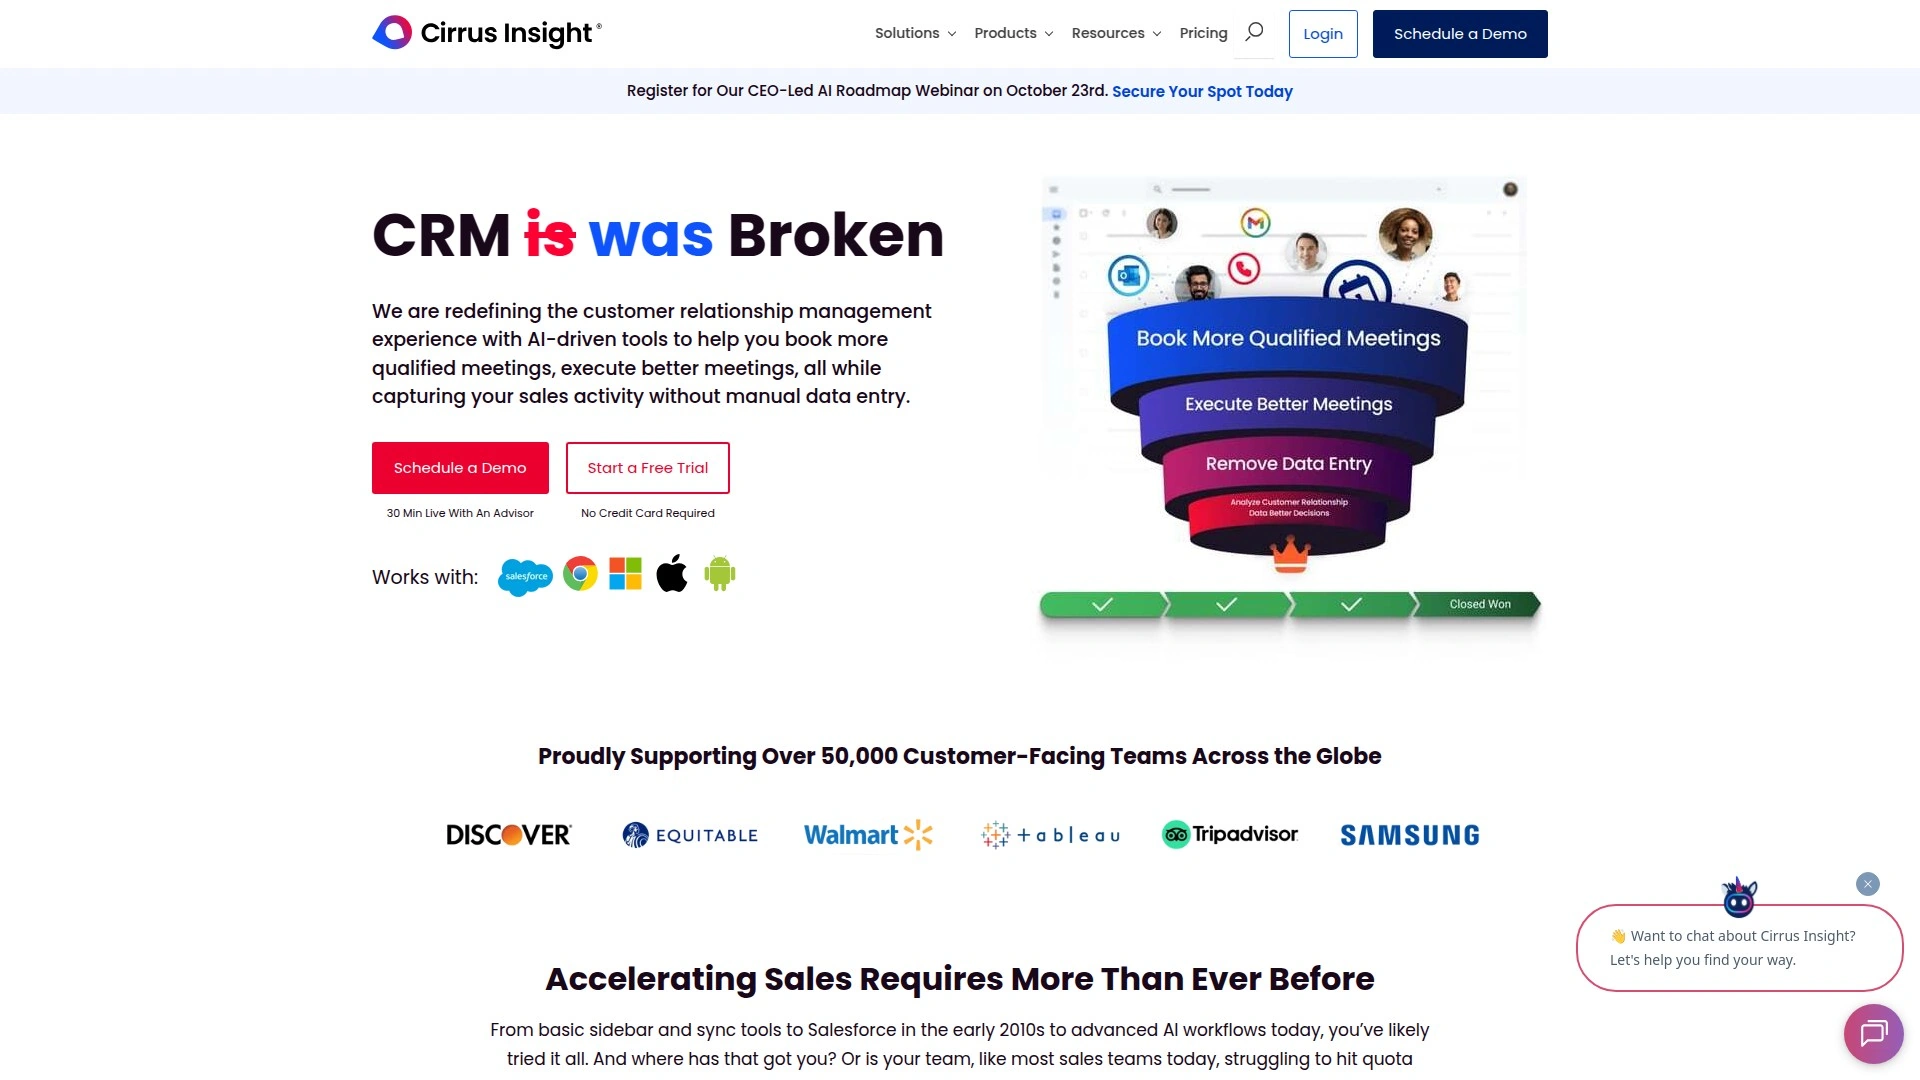 Cirrus Insight®
Solutions
Products
Resources
Pricing
Login
Schedule a Demo
Register for Our CEO-Led AI Roadmap Webinar on October 23rd. Secure Your Spot Today
CRM is was Broken
We are redefining the customer relationship management
experience with AI-driven tools to help you book more
qualified meetings, execute better meetings, all while
capturing your sales activity without manual data entry.
Schedule a Demo
Start a Free Trial
30 Min Live With An Advisor
No Credit Card Required
Works with:
salesforce
Book More Qualified Meetings
Execute Better Meetings
Remove Data Entry
Analyze Customer Relationship
Data Better Decisions
Closed Won
Proudly Supporting Over 50,000 Customer-Facing Teams Across the Globe
DISCOVER
EQUITABLE
Walmart
+ableau
Tripadvisor
SAMSUNG
👋 Want to chat about Cirrus Insight?
Let's help you find your way.
Accelerating Sales Requires More Than Ever Before
From basic sidebar and sync tools to Salesforce in the early 2010s to advanced AI workflows today, you’ve likely
tried it all. And where has that got you? Or is your team, like most sales teams today, struggling to hit quota